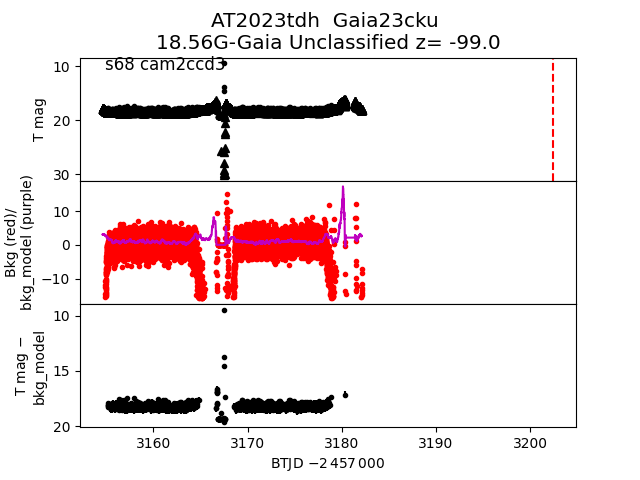 AT2023tdh  Gaia23cku
18.56G-Gaia Unclassified z= -99.0
s68 cam2ccd3
10
20
30
T mag
10
0
−10
Bkg (red)/
bkg_model (purple)
10
15
20
T mag −
bkg_model
3160 3170 3180 3190 3200
BTJD −2 457 000